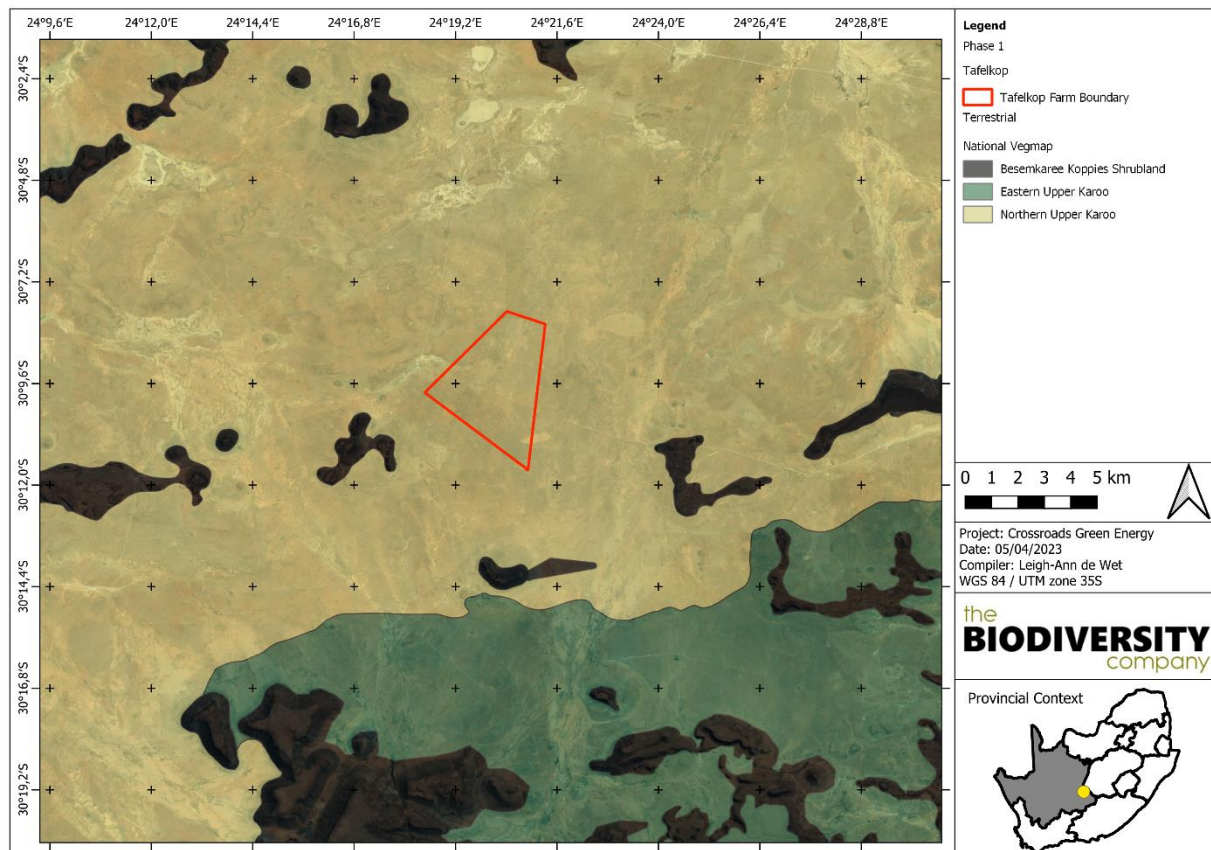 24°9,6'E 24°12,0'E 24°14,4'E 24°16,8'E 24°19,2'E 24°21,6'E 24°24,0'E 24°26,4'E 24°28,8'E
30°2,4'S
30°4,8'S
30°7,2'S
30°9,6'S
30°12,0'S
30°14,4'S
30°16,8'S
30°19,2'S
Legend
Phase 1
Tafelkop
Tafelkop Farm Boundary
Terrestrial
National Vegmap
Besemkaree Koppies Shrubland
Eastern Upper Karoo
Northern Upper Karoo
0 1 2 3 4 5 km
Project: Crossroads Green Energy
Date: 05/04/2023
Compiler: Leigh-Ann de Wet
WGS 84 / UTM zone 35S
the
BIODIVERSITY
company
Provincial Context